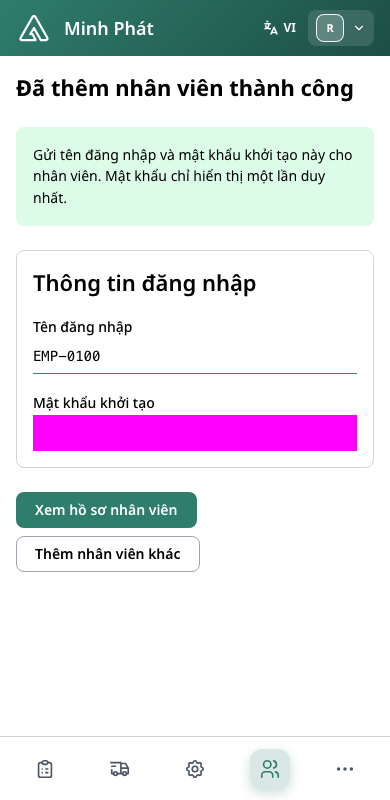 Minh Phát
VI
R
Đã thêm nhân viên thành công
Gửi tên đăng nhập và mật khẩu khởi tạo này cho
nhân viên. Mật khẩu chỉ hiển thị một lần duy
nhất.
Thông tin đăng nhập
Tên đăng nhập
EMP-0100
Mật khẩu khởi tạo
Xem hồ sơ nhân viên
Thêm nhân viên khác